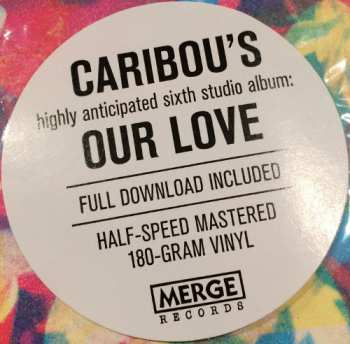 CARIBOU'S
highly anticipated sixth studio album:
OUR LOVE
FULL DOWNLOAD INCLUDED
HALF-SPEED MASTERED
180-GRAM VINYL
MERGE
RECORDS